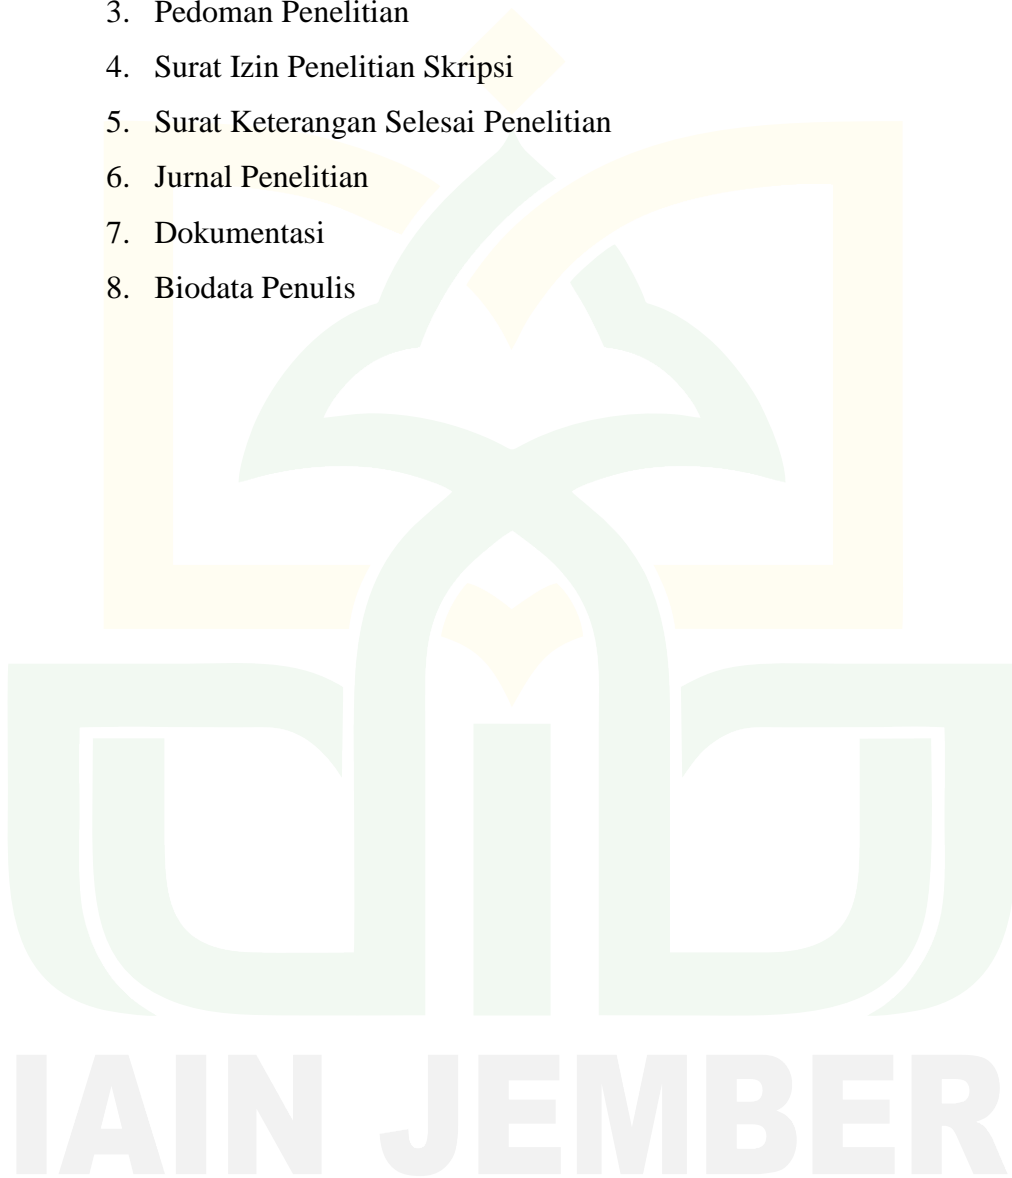 3. Pedoman Penelitian
4. Surat Izin Penelitian Skripsi
5. Surat Keterangan Selesai Penelitian
6. Jurnal Penelitian
7. Dokumentasi
8. Biodata Penulis
IAIN JEMBER